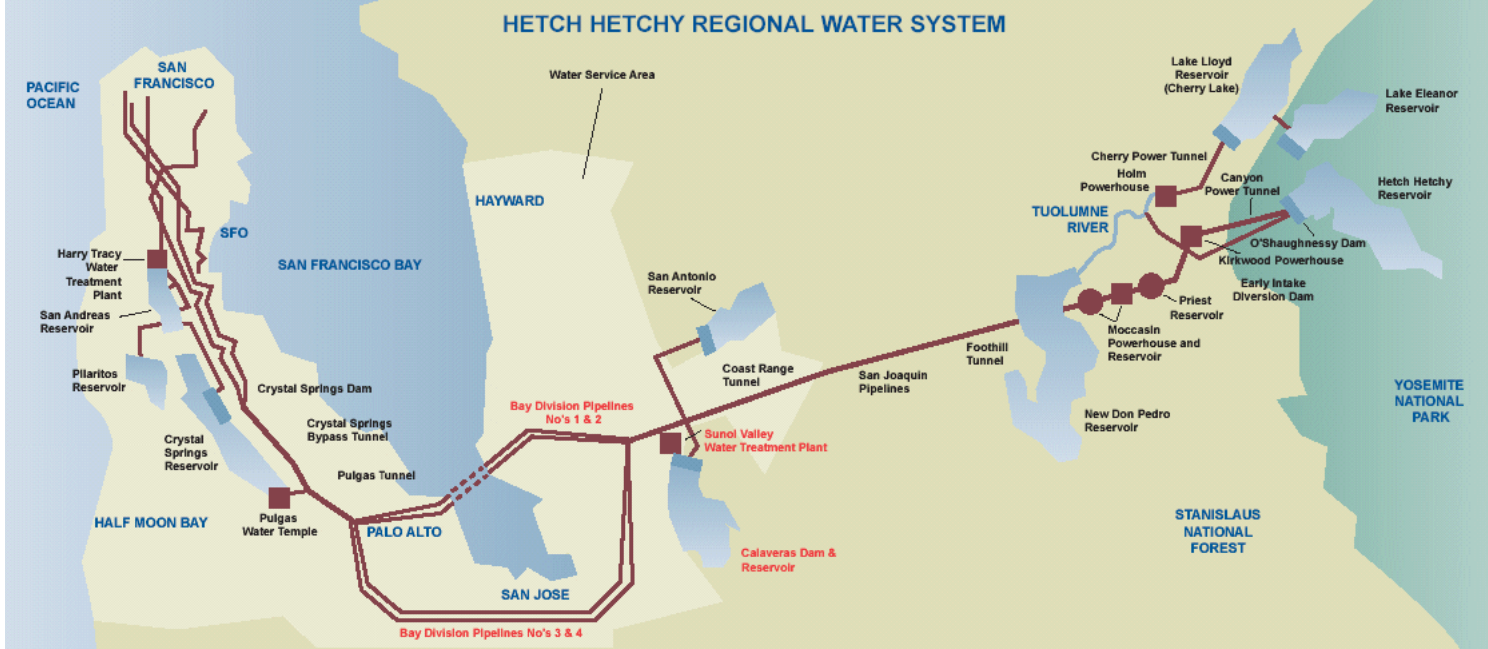 HETCH HETCHY REGIONAL WATER SYSTEM
PACIFIC
OCEAN
SAN
FRANCISCO
Water Service Area
Lake Lloyd
Reservoir
(Cherry Lake)
Lake Eleanor
Reservoir
Cherry Power Tunnel
Holm
Powerhouse
Canyon
Power Tunnel
Hetch Hetchy
Reservoir
HAYWARD
TUOLUMNE
RIVER
SFO
SAN FRANCISCO BAY
O'Shaughnessy Dam
Kirkwood Powerhouse
Harry Tracy
Water
Treatment
Plant
San Antonio
Reservoir
Early Intake
Diversion Dam
San Andreas
Reservoir
Priest
Reservoir
Moccasin
Powerhouse and
Reservoir
Foothill
Tunnel
Pilaritos
Reservoir
Coast Range
Tunnel
San Joaquin
Pipelines
Crystal Springs Dam
YOSEMITE
NATIONAL
PARK
Bay Division Pipelines
No's 1 & 2
New Don Pedro
Reservoir
Crystal Springs
Bypass Tunnel
Sunol Valley
Water Treatment Plant
Crystal
Springs
Reservoir
Pulgas Tunnel
HALF MOON BAY
Pulgas
Water Temple
PALO ALTO
STANISLAUS
NATIONAL
FOREST
Calaveras Dam &
Reservoir
SAN JOSE
Bay Division Pipelines No's 3 & 4